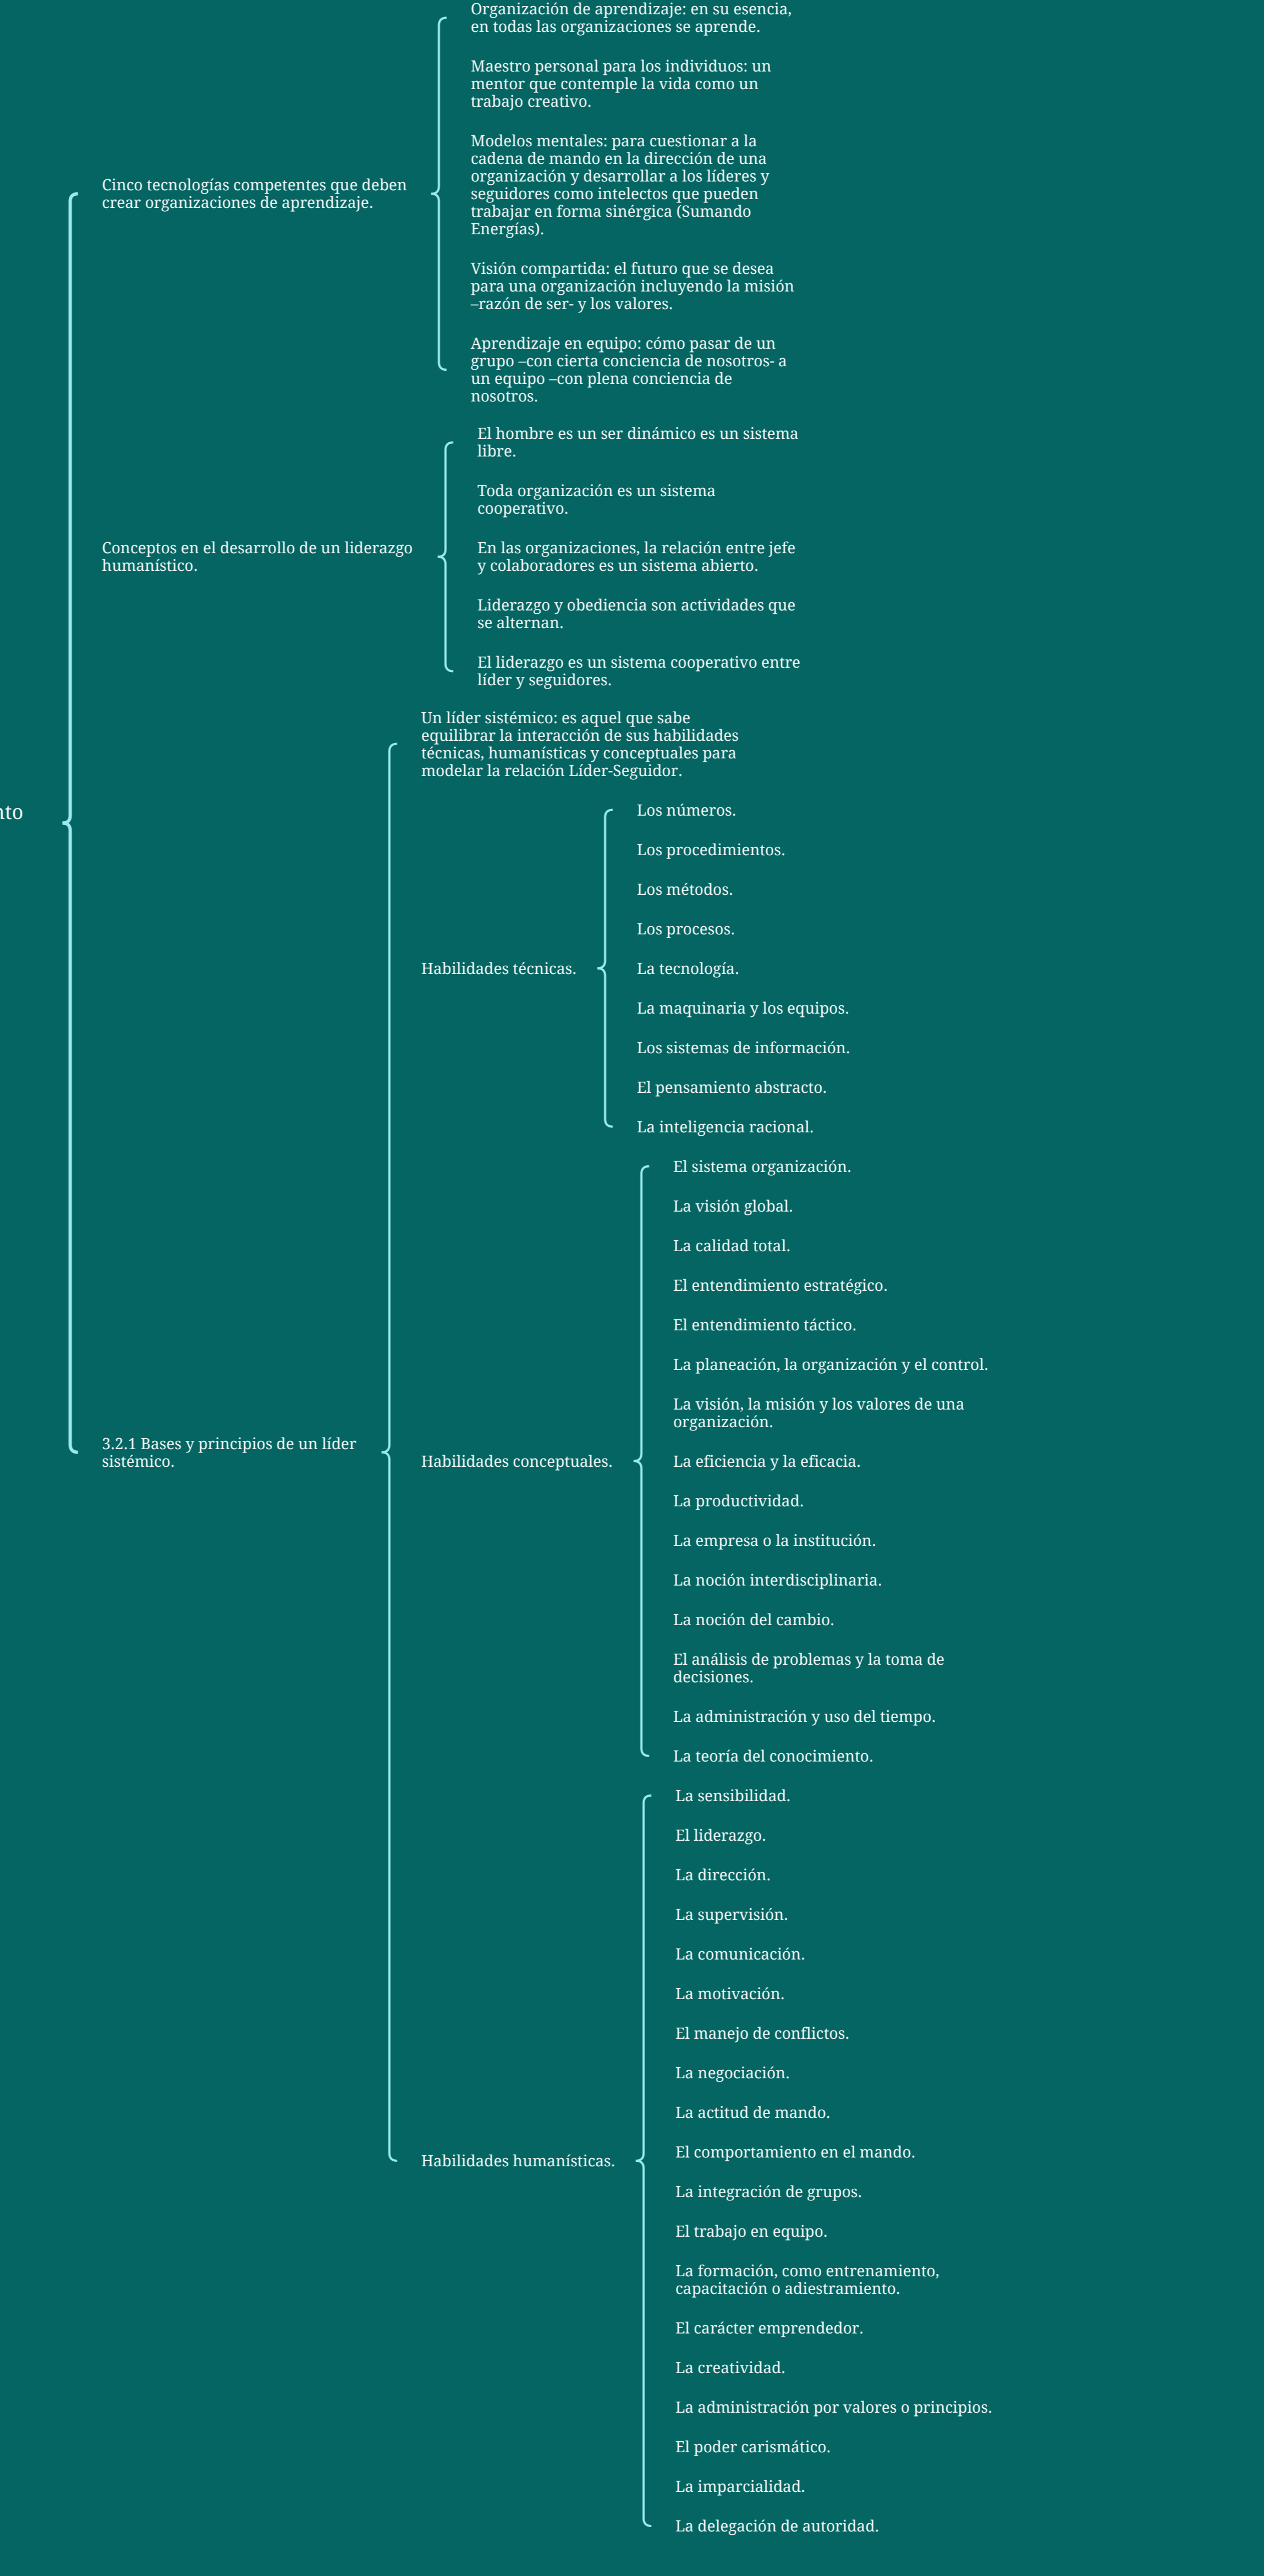 Organización de aprendizaje: en su esencia,
en todas las organizaciones se aprende.
Maestro personal para los individuos: un
mentor que contemple la vida como un
trabajo creativo.
Modelos mentales: para cuestionar a la
cadena de mando en la dirección de una
organización y desarrollar a los líderes y
seguidores como intelectos que pueden
trabajar en forma sinérgica (Sumando
Energías).
Cinco tecnologías competentes que deben
crear organizaciones de aprendizaje.
Visión compartida: el futuro que se desea
para una organización incluyendo la misión
–razón de ser- y los valores.
Aprendizaje en equipo: cómo pasar de un
grupo –con cierta conciencia de nosotros- a
un equipo –con plena conciencia de
nosotros.
El hombre es un ser dinámico es un sistema
libre.
Toda organización es un sistema
cooperativo.
Conceptos en el desarrollo de un liderazgo
humanístico.
En las organizaciones, la relación entre jefe
y colaboradores es un sistema abierto.
Liderazgo y obediencia son actividades que
se alternan.
El liderazgo es un sistema cooperativo entre
líder y seguidores.
Un líder sistémico: es aquel que sabe
equilibrar la interacción de sus habilidades
técnicas, humanísticas y conceptuales para
modelar la relación Líder-Seguidor.
nto
Los números.
Los procedimientos.
Los métodos.
Los procesos.
Habilidades técnicas.
La tecnología.
La maquinaria y los equipos.
Los sistemas de información.
El pensamiento abstracto.
La inteligencia racional.
El sistema organización.
La visión global.
La calidad total.
El entendimiento estratégico.
El entendimiento táctico.
La planeación, la organización y el control.
La visión, la misión y los valores de una
organización.
3.2.1 Bases y principios de un líder
sistémico.
Habilidades conceptuales.
La eficiencia y la eficacia.
La productividad.
La empresa o la institución.
La noción interdisciplinaria.
La noción del cambio.
El análisis de problemas y la toma de
decisiones.
La administración y uso del tiempo.
La teoría del conocimiento.
La sensibilidad.
El liderazgo.
La dirección.
La supervisión.
La comunicación.
La motivación.
El manejo de conflictos.
La negociación.
La actitud de mando.
El comportamiento en el mando.
Habilidades humanísticas.
La integración de grupos.
El trabajo en equipo.
La formación, como entrenamiento,
capacitación o adiestramiento.
El carácter emprendedor.
La creatividad.
La administración por valores o principios.
El poder carismático.
La imparcialidad.
La delegación de autoridad.